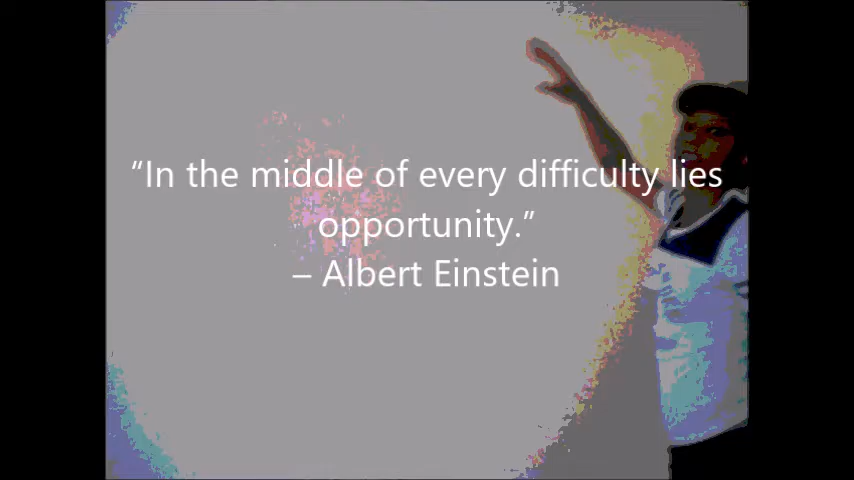 “In the middle of every difficulty lies
opportunity.”
– Albert Einstein